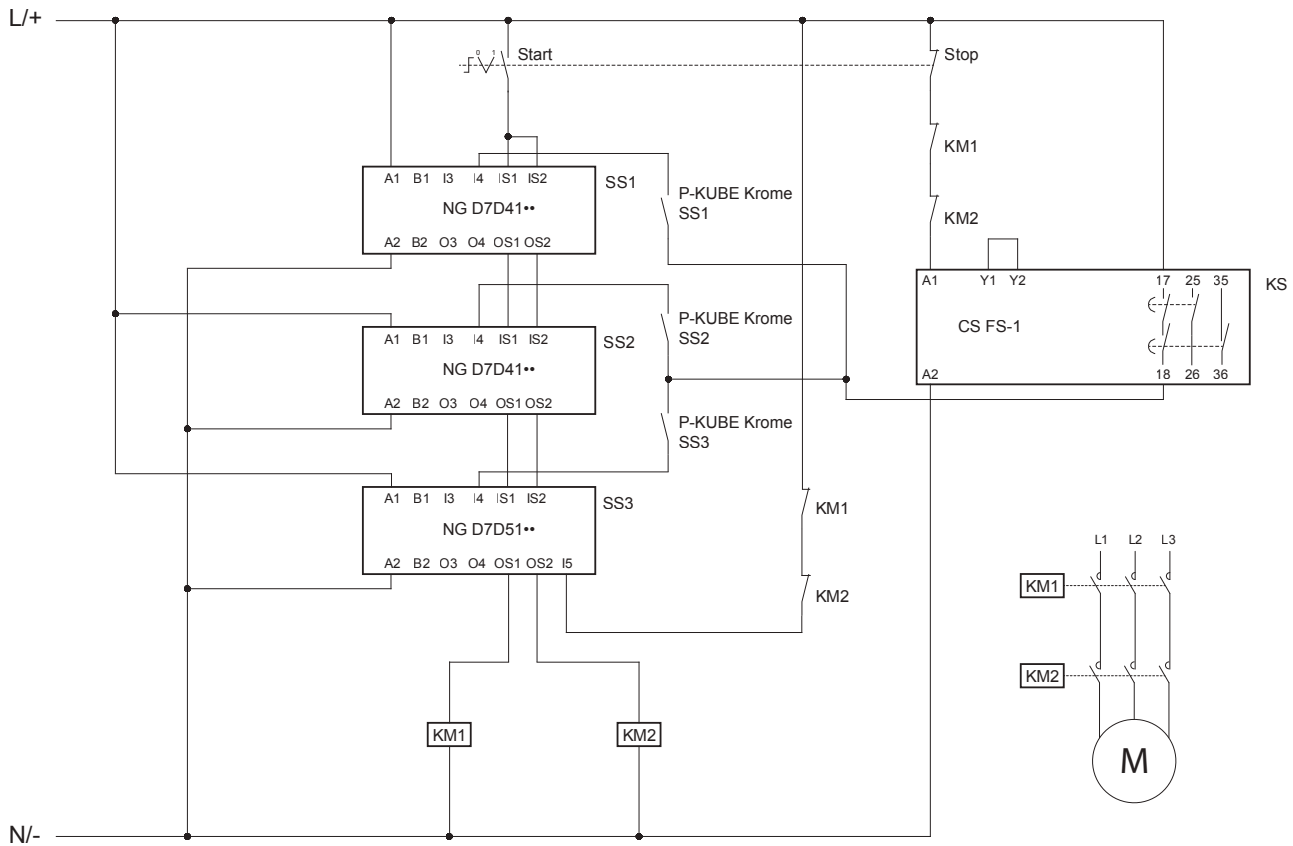 L/+
0 1
Start
Stop
KM1
A1 B1 I3 I4 IS1 IS2
SS1
P-KUBE Krome
SS1
NG D7D41••
KM2
A2 B2 O3 O4 OS1 OS2
A1 Y1 Y2 17 25 35
KS
P-KUBE Krome
SS2
CS FS-1
A1 B1 I3 I4 IS1 IS2
SS2
NG D7D41••
A2 18 26 36
A2 B2 O3 O4 OS1 OS2
P-KUBE Krome
SS3
A1 B1 I3 I4 IS1 IS2
SS3
KM1
NG D7D51••
L1 L2 L3
A2 B2 O3 O4 OS1 OS2 I5
KM1
KM2
KM2
KM1
KM2
M
N/-